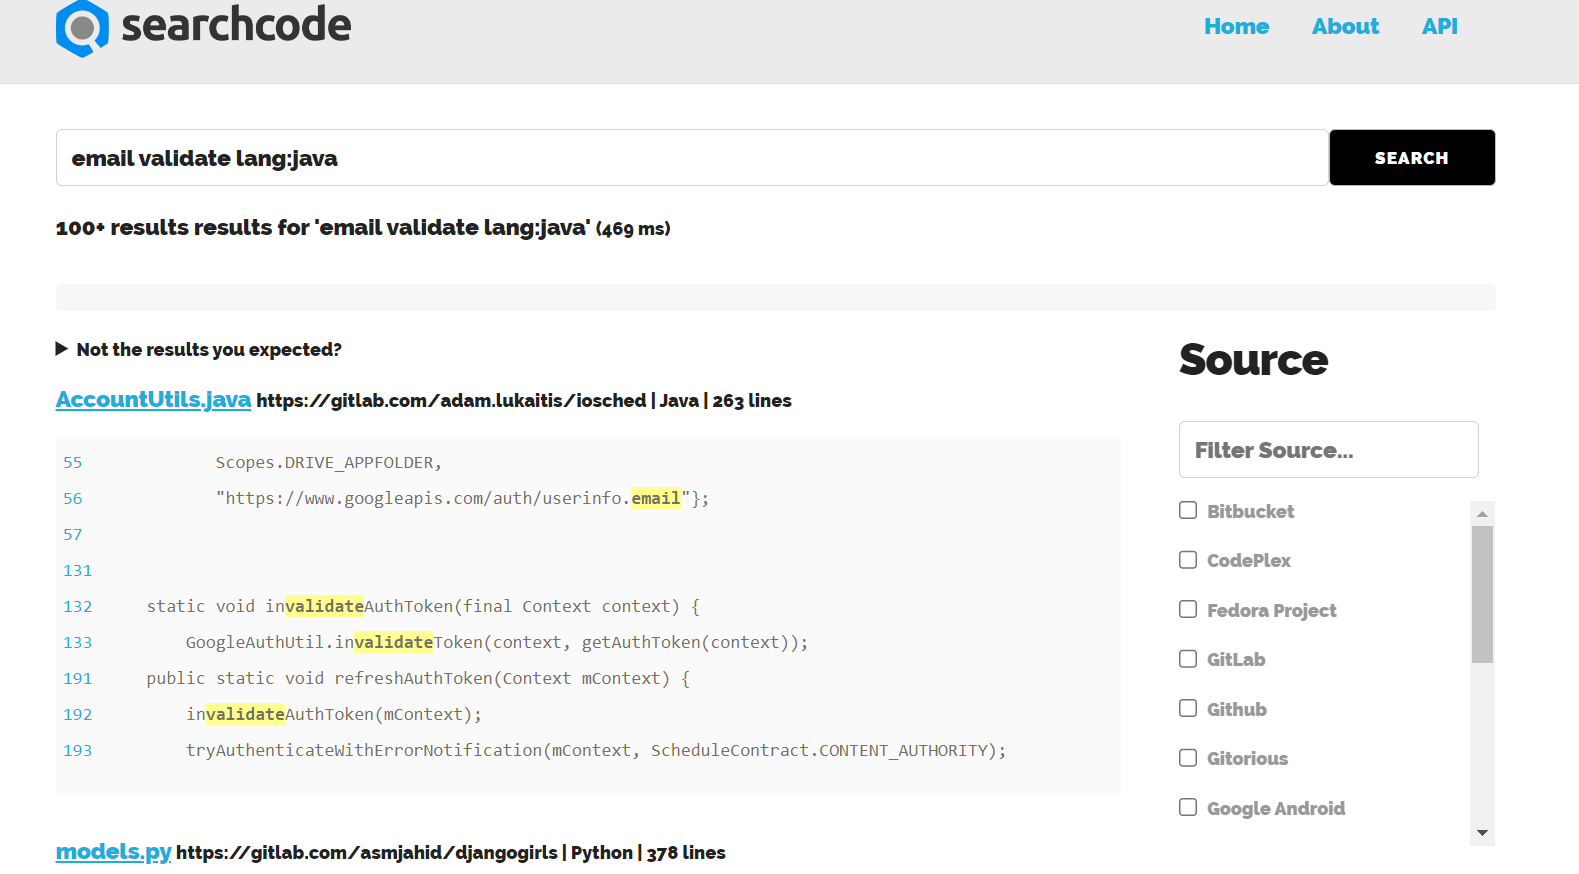 searchcode
Home About API
email validate lang:java
SEARCH
100+ results results for 'email validate lang:java' (469 ms)
Not the results you expected?
AccountUtils.java https://gitlab.com/adam.lukaitis/iosched | Java | 263 lines
55 Scopes.DRIVE_APPFOLDER,
56 "https://www.googleapis.com/auth/userinfo.email"};
57
131
132 static void invalidateAuthToken(final Context context) {
133 GoogleAuthUtil.invalidateToken(context, getAuthToken(context));
191 public static void refreshAuthToken(Context mContext) {
192 invalidateAuthToken(mContext);
193 tryAuthenticateWithErrorNotification(mContext, ScheduleContract.CONTENT_AUTHORITY);
models.py https://gitlab.com/asmjahid/djangogirls | Python | 378 lines
Source
Filter Source...
Bitbucket
CodePlex
Fedora Project
GitLab
Github
Gitorious
Google Android